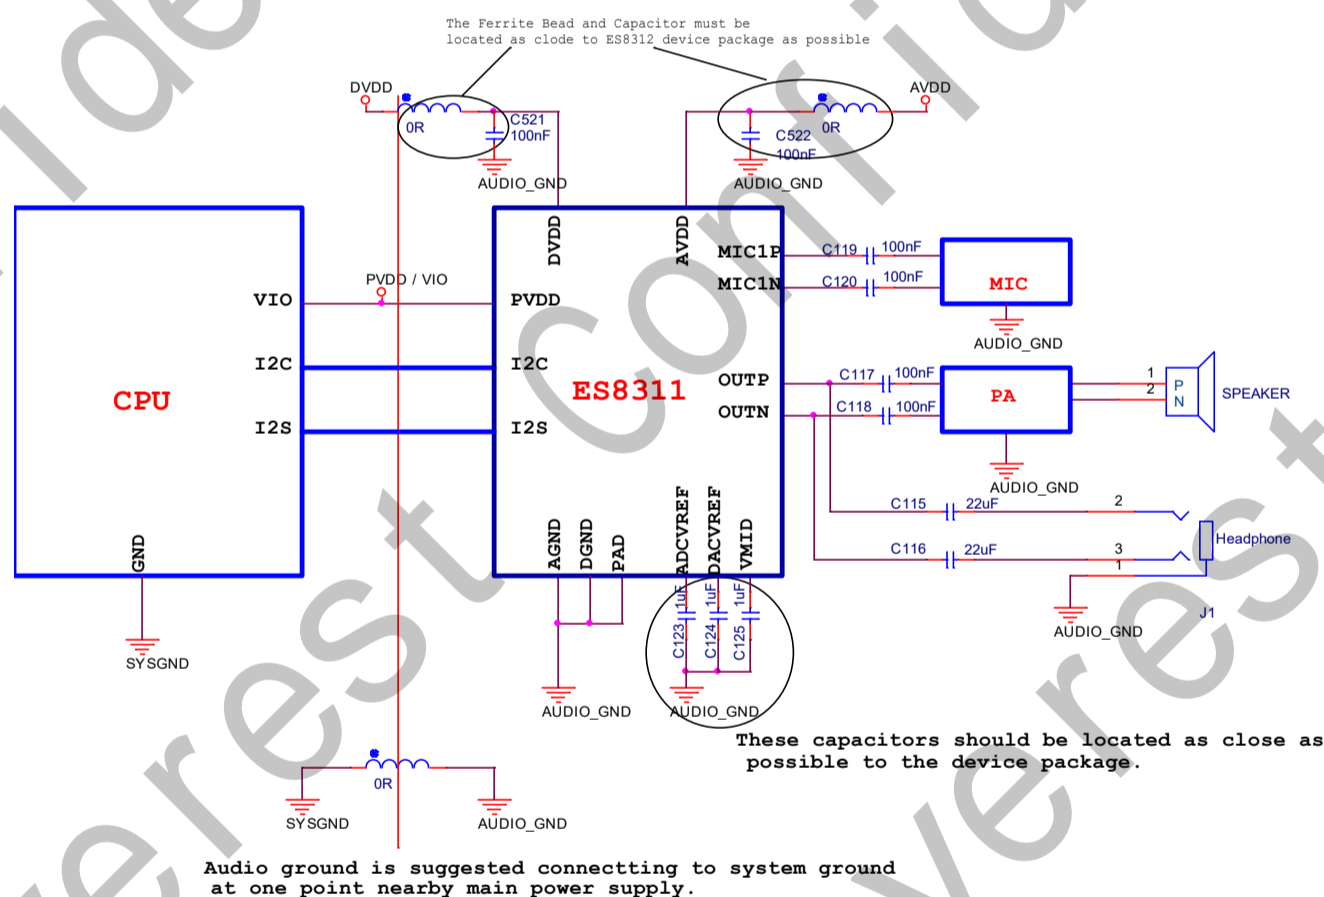 The Ferrite Bead and Capacitor must be
located as clode to ES8312 device package as possible
DVDD
0R
C521
100nF
AUDIO_GND
AVDD
0R
C522
100nF
AUDIO_GND
DVDD
AVDD
MIC1P
C119
100nF
MIC1N
C120
100nF
MIC
AUDIO_GND
VIO
PVDD / VIO
PVDD
I2C
I2C
I2S
I2S
CPU
ES8311
OUTP
C117
100nF
OUTN
C118
100nF
PA
AUDIO_GND
1
2
P
N
SPEAKER
C115
22uF
2
C116
22uF
3
1
Headphone
J1
AUDIO_GND
GND
SYSGND
AGND
DGND
PAD
AUDIO_GND
ADCVREF
DACVREF
VMID
C123 1uF
C124 1uF
C125 1uF
AUDIO_GND
These capacitors should be located as close as
possible to the device package.
0R
SYSGND
AUDIO_GND
Audio ground is suggested connectting to system ground
at one point nearby main power supply.
Confid
everest